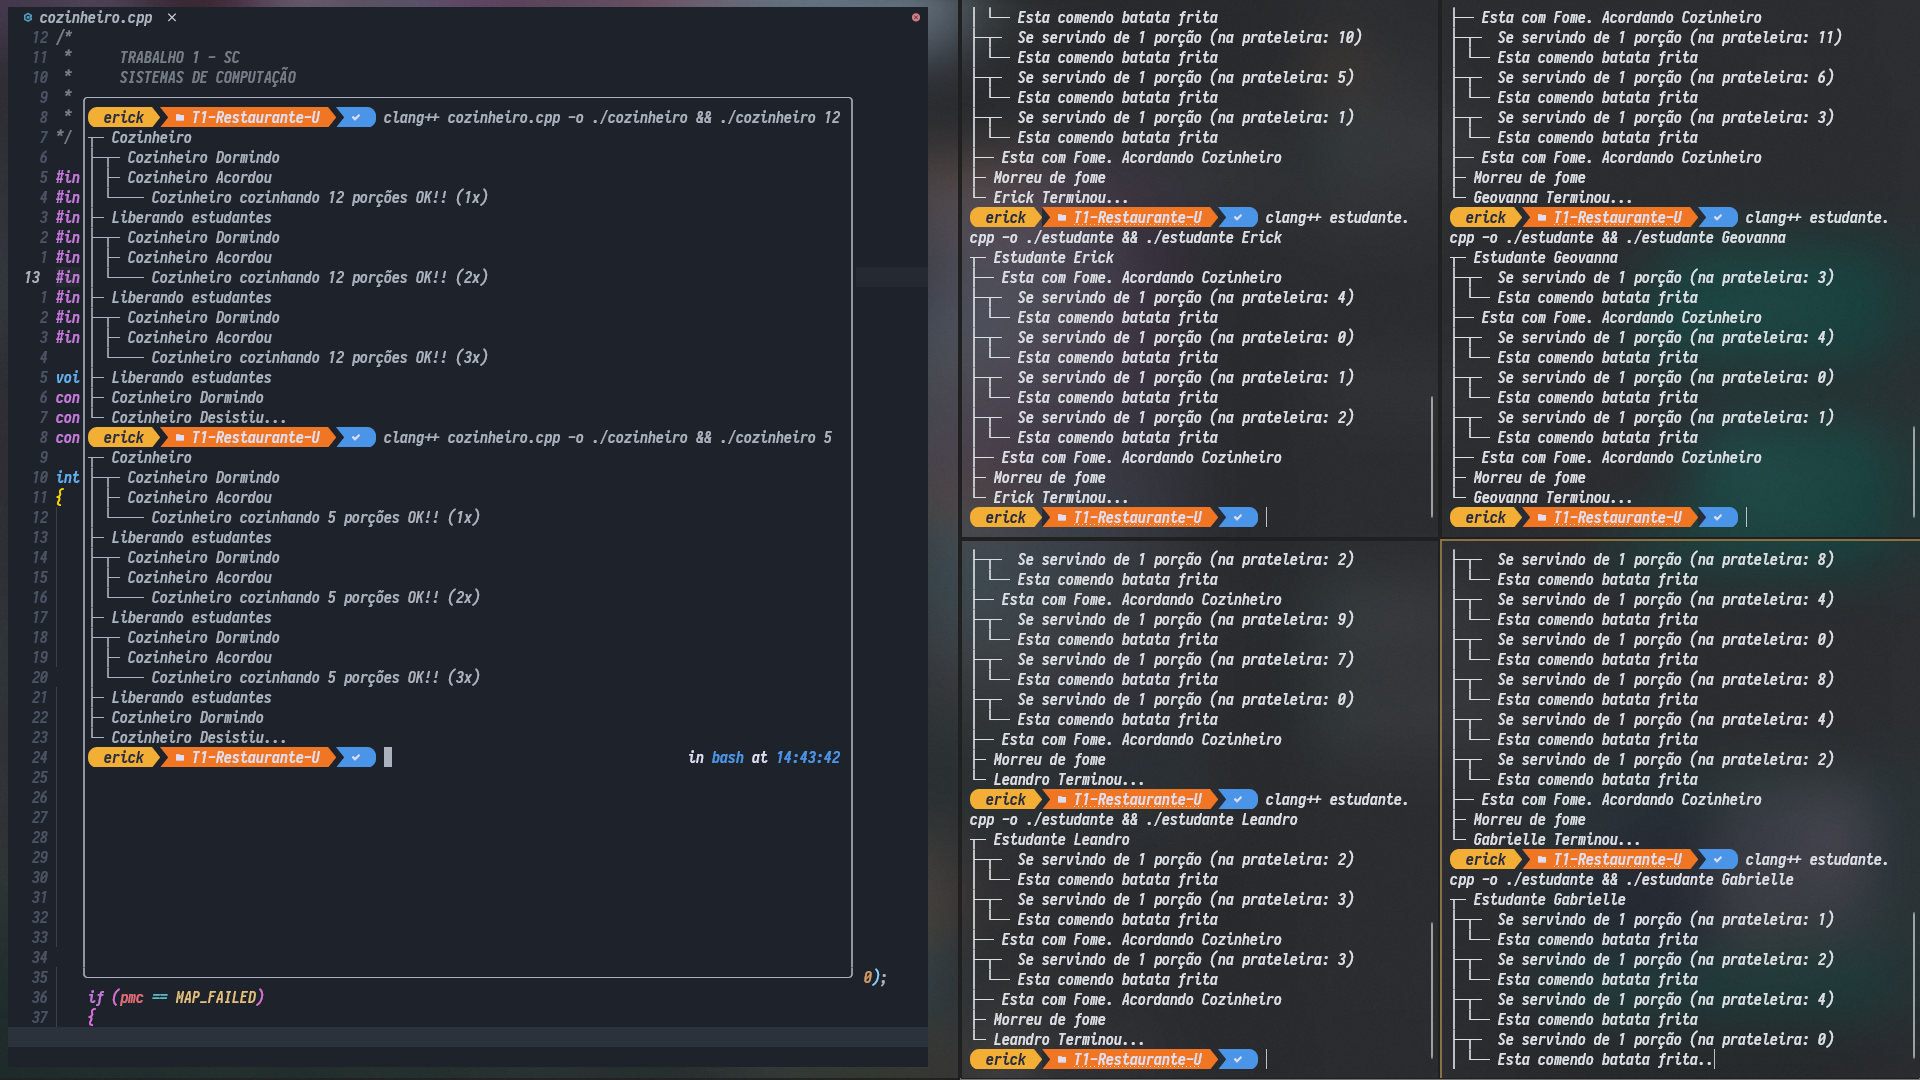 cozinheiro.cpp ×
12 /*
11 * TRABALHO 1 - SC
10 * SISTEMAS DE COMPUTAÇÃO
9 *
8 *
7 */
6
5 #in
4 #in
3 #in
2 #in
1 #in
13 #in
1 #in
2 #in
3 #in
4
5 voi
6 con
7 con
8 con
9
10 int
11 {
12
13
14
15
16
17
18
19
20
21
22
23
24
25
26
27
28
29
30
31
32
33
34
35 0);
36 if (pmc == MAP_FAILED)
37 {
erick T1-Restaurante-U clang++ cozinheiro.cpp -o ./cozinheiro && ./cozinheiro 12
Cozinheiro
Cozinheiro Dormindo
Cozinheiro Acordou
Cozinheiro cozinhando 12 porções OK!! (1x)
Liberando estudantes
Cozinheiro Dormindo
Cozinheiro Acordou
Cozinheiro cozinhando 12 porções OK!! (2x)
Liberando estudantes
Cozinheiro Dormindo
Cozinheiro Acordou
Cozinheiro cozinhando 12 porções OK!! (3x)
Liberando estudantes
Cozinheiro Dormindo
Cozinheiro Desistiu...
erick T1-Restaurante-U clang++ cozinheiro.cpp -o ./cozinheiro && ./cozinheiro 5
Cozinheiro
Cozinheiro Dormindo
Cozinheiro Acordou
Cozinheiro cozinhando 5 porções OK!! (1x)
Liberando estudantes
Cozinheiro Dormindo
Cozinheiro Acordou
Cozinheiro cozinhando 5 porções OK!! (2x)
Liberando estudantes
Cozinheiro Dormindo
Cozinheiro Acordou
Cozinheiro cozinhando 5 porções OK!! (3x)
Liberando estudantes
Cozinheiro Dormindo
Cozinheiro Desistiu...
erick T1-Restaurante-U in bash at 14:43:42
Esta comendo batata frita
Se servindo de 1 porção (na prateleira: 10)
Esta comendo batata frita
Se servindo de 1 porção (na prateleira: 5)
Esta comendo batata frita
Se servindo de 1 porção (na prateleira: 1)
Esta comendo batata frita
Esta com Fome. Acordando Cozinheiro
Morreu de fome
Erick Terminou...
erick T1-Restaurante-U clang++ estudante.
cpp -o ./estudante && ./estudante Erick
Estudante Erick
Esta com Fome. Acordando Cozinheiro
Se servindo de 1 porção (na prateleira: 4)
Esta comendo batata frita
Se servindo de 1 porção (na prateleira: 0)
Esta comendo batata frita
Se servindo de 1 porção (na prateleira: 1)
Esta comendo batata frita
Se servindo de 1 porção (na prateleira: 2)
Esta comendo batata frita
Esta com Fome. Acordando Cozinheiro
Morreu de fome
Erick Terminou...
erick T1-Restaurante-U
Esta com Fome. Acordando Cozinheiro
Se servindo de 1 porção (na prateleira: 11)
Esta comendo batata frita
Se servindo de 1 porção (na prateleira: 6)
Esta comendo batata frita
Se servindo de 1 porção (na prateleira: 3)
Esta comendo batata frita
Esta com Fome. Acordando Cozinheiro
Morreu de fome
Geovanna Terminou...
erick T1-Restaurante-U clang++ estudante.
cpp -o ./estudante && ./estudante Geovanna
Estudante Geovanna
Se servindo de 1 porção (na prateleira: 3)
Esta comendo batata frita
Esta com Fome. Acordando Cozinheiro
Se servindo de 1 porção (na prateleira: 4)
Esta comendo batata frita
Se servindo de 1 porção (na prateleira: 0)
Esta comendo batata frita
Se servindo de 1 porção (na prateleira: 1)
Esta comendo batata frita
Esta com Fome. Acordando Cozinheiro
Morreu de fome
Geovanna Terminou...
erick T1-Restaurante-U
Se servindo de 1 porção (na prateleira: 2)
Esta comendo batata frita
Esta com Fome. Acordando Cozinheiro
Se servindo de 1 porção (na prateleira: 9)
Esta comendo batata frita
Se servindo de 1 porção (na prateleira: 7)
Esta comendo batata frita
Se servindo de 1 porção (na prateleira: 0)
Esta comendo batata frita
Esta com Fome. Acordando Cozinheiro
Morreu de fome
Leandro Terminou...
erick T1-Restaurante-U clang++ estudante.
cpp -o ./estudante && ./estudante Leandro
Estudante Leandro
Se servindo de 1 porção (na prateleira: 2)
Esta comendo batata frita
Se servindo de 1 porção (na prateleira: 3)
Esta comendo batata frita
Esta com Fome. Acordando Cozinheiro
Se servindo de 1 porção (na prateleira: 3)
Esta comendo batata frita
Esta com Fome. Acordando Cozinheiro
Morreu de fome
Leandro Terminou...
erick T1-Restaurante-U
Se servindo de 1 porção (na prateleira: 8)
Esta comendo batata frita
Se servindo de 1 porção (na prateleira: 4)
Esta comendo batata frita
Se servindo de 1 porção (na prateleira: 0)
Esta comendo batata frita
Se servindo de 1 porção (na prateleira: 8)
Esta comendo batata frita
Se servindo de 1 porção (na prateleira: 4)
Esta comendo batata frita
Se servindo de 1 porção (na prateleira: 2)
Esta comendo batata frita
Esta com Fome. Acordando Cozinheiro
Morreu de fome
Gabrielle Terminou...
erick T1-Restaurante-U clang++ estudante.
cpp -o ./estudante && ./estudante Gabrielle
Estudante Gabrielle
Se servindo de 1 porção (na prateleira: 1)
Esta comendo batata frita
Se servindo de 1 porção (na prateleira: 2)
Esta comendo batata frita
Se servindo de 1 porção (na prateleira: 4)
Esta comendo batata frita
Se servindo de 1 porção (na prateleira: 0)
Esta comendo batata frita..